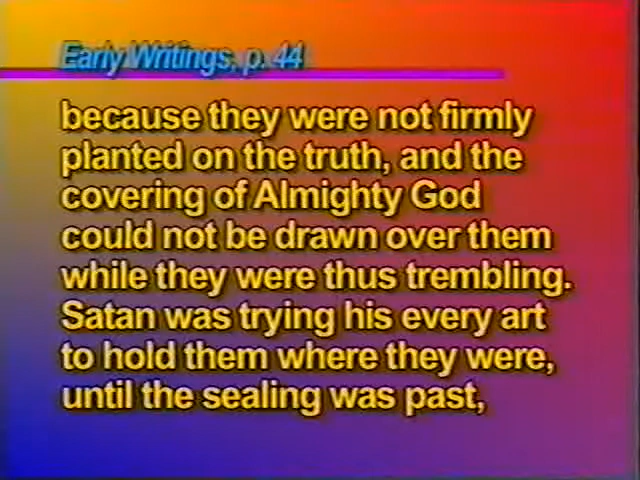 Early Writings, p. 44
because they were not firmly
planted on the truth, and the
covering of Almighty God
could not be drawn over them
while they were thus trembling.
Satan was trying his every art
to hold them where they were,
until the sealing was past,